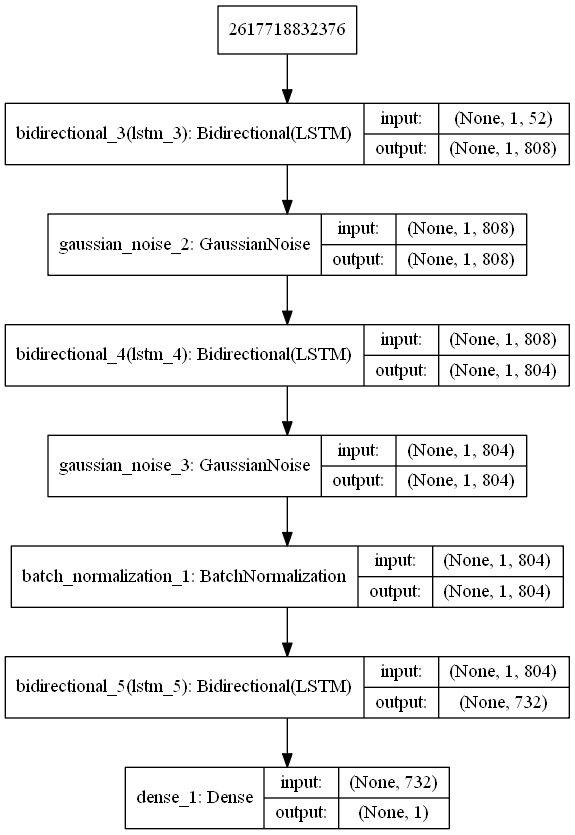 2617718832376
bidirectional_3(lstm_3): Bidirectional(LSTM)
input: (None, 1, 52)
output: (None, 1, 808)
gaussian_noise_2: GaussianNoise
input: (None, 1, 808)
output: (None, 1, 808)
bidirectional_4(lstm_4): Bidirectional(LSTM)
input: (None, 1, 808)
output: (None, 1, 804)
gaussian_noise_3: GaussianNoise
input: (None, 1, 804)
output: (None, 1, 804)
batch_normalization_1: BatchNormalization
input: (None, 1, 804)
output: (None, 1, 804)
bidirectional_5(lstm_5): Bidirectional(LSTM)
input: (None, 1, 804)
output: (None, 732)
dense_1: Dense
input: (None, 732)
output: (None, 1)